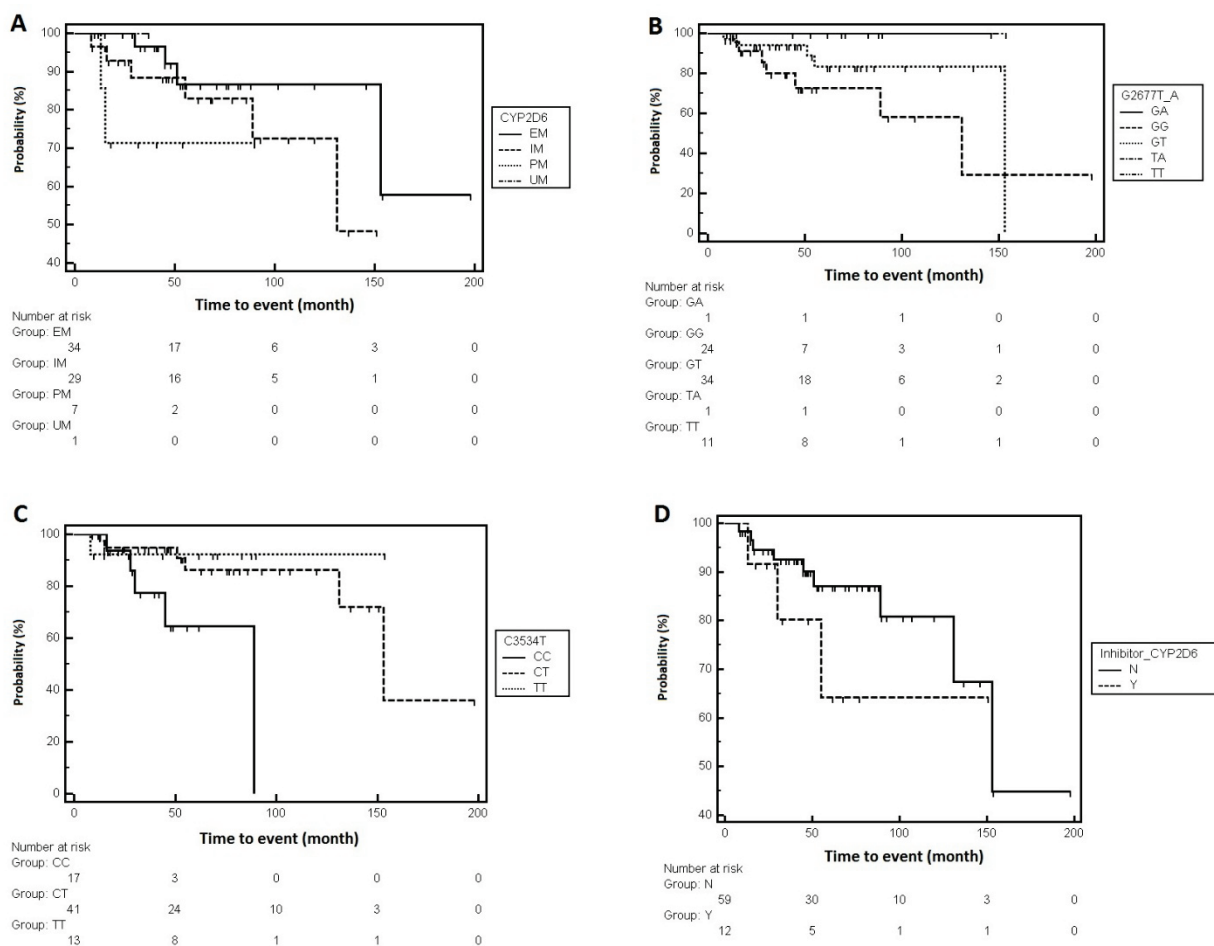 A
Probability (%)
100
90
80
70
60
50
40
0 50 100 150 200
Time to event (month)
CYP2D6
EM
IM
PM
UM
Number at risk
Group: EM
34 17 6 3 0
Group: IM
29 16 5 1 0
Group: PM
7 2 0 0 0
Group: UM
1 0 0 0 0
B
Probability (%)
100
80
60
40
20
0
0 50 100 150 200
Time to event (month)
G2677T_A
GA
GG
GT
TA
TT
Number at risk
Group: GA
1 1 1 0 0
Group: GG
24 7 3 1 0
Group: GT
34 18 6 2 0
Group: TA
1 1 0 0 0
Group: TT
11 8 1 1 0
C
Probability (%)
100
80
60
40
20
0
0 50 100 150 200
Time to event (month)
C3534T
CC
CT
TT
Number at risk
Group: CC
17 3 0 0 0
Group: CT
41 24 10 3 0
Group: TT
13 8 1 1 0
D
Probability (%)
100
90
80
70
60
50
40
0 50 100 150 200
Time to event (month)
Inhibitor_CYP2D6
N
Y
Number at risk
Group: N
59 30 10 3 0
Group: Y
12 5 1 1 0